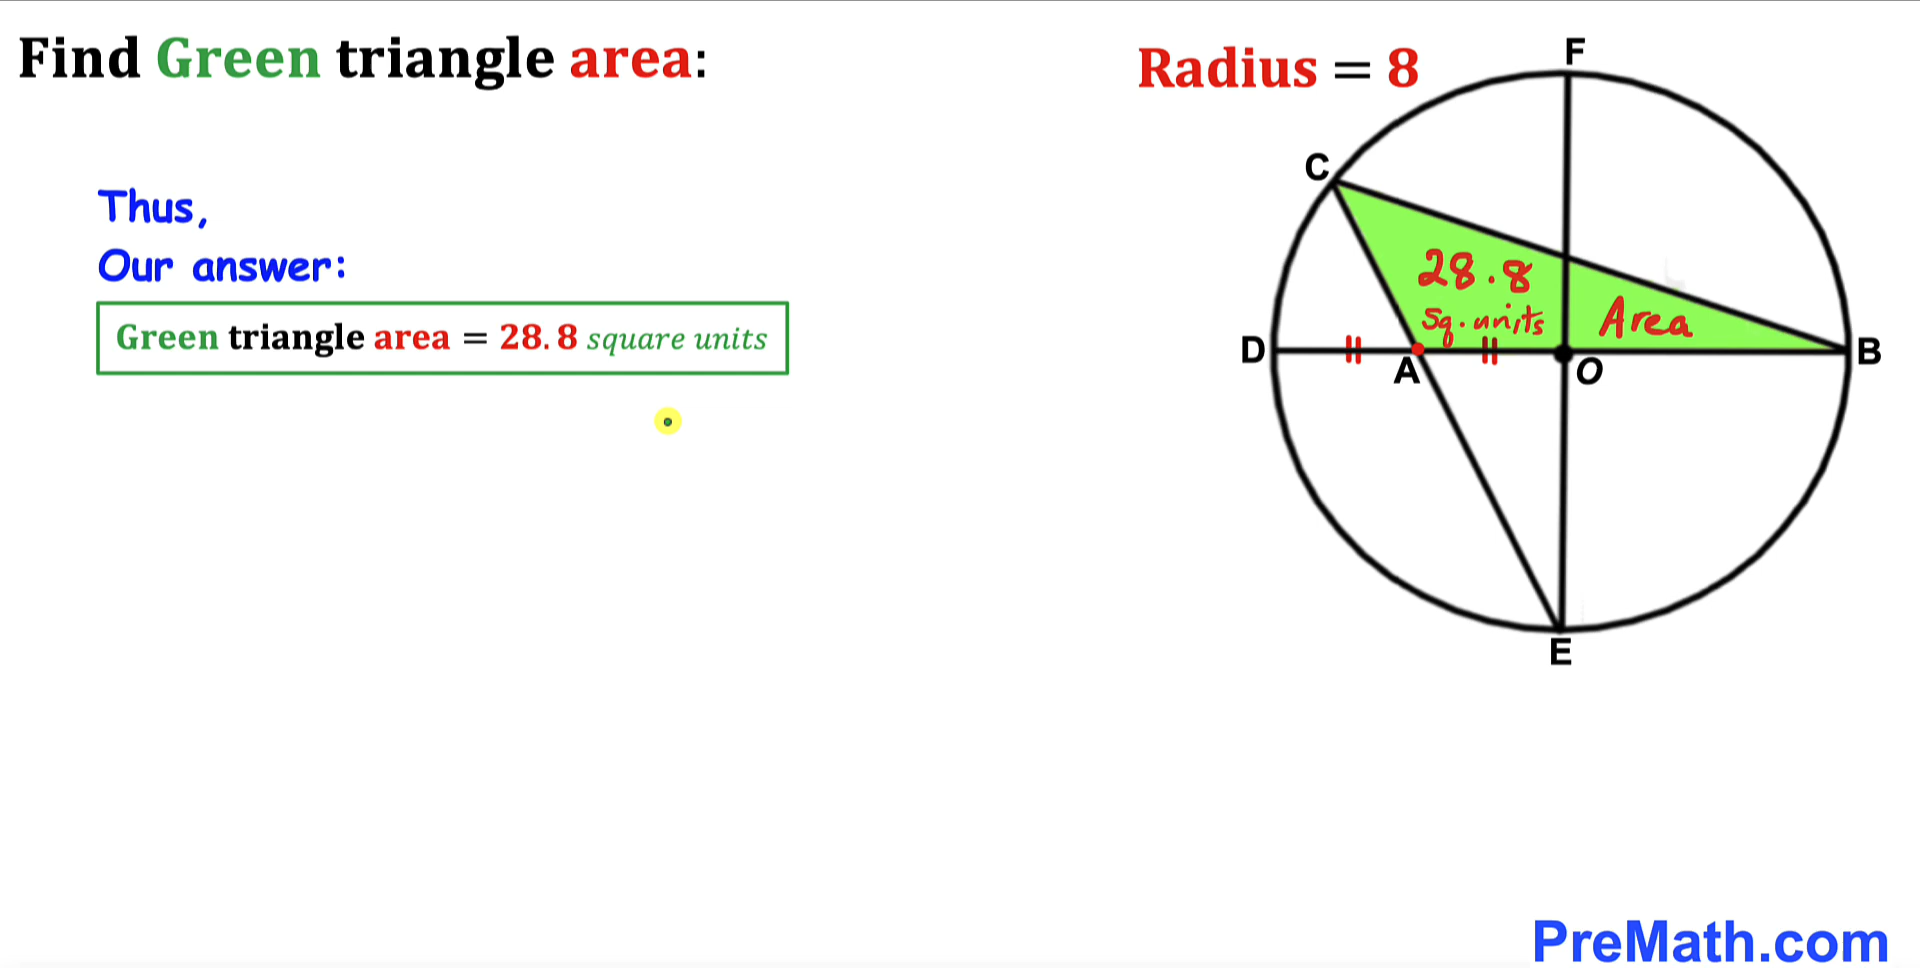 Find Green triangle area:
Radius = 8
F
C
Thus,
Our answer:
28.8
Sq. units
Area
Green triangle area = 28.8 square units
D
A
O
B
E
PreMath.com